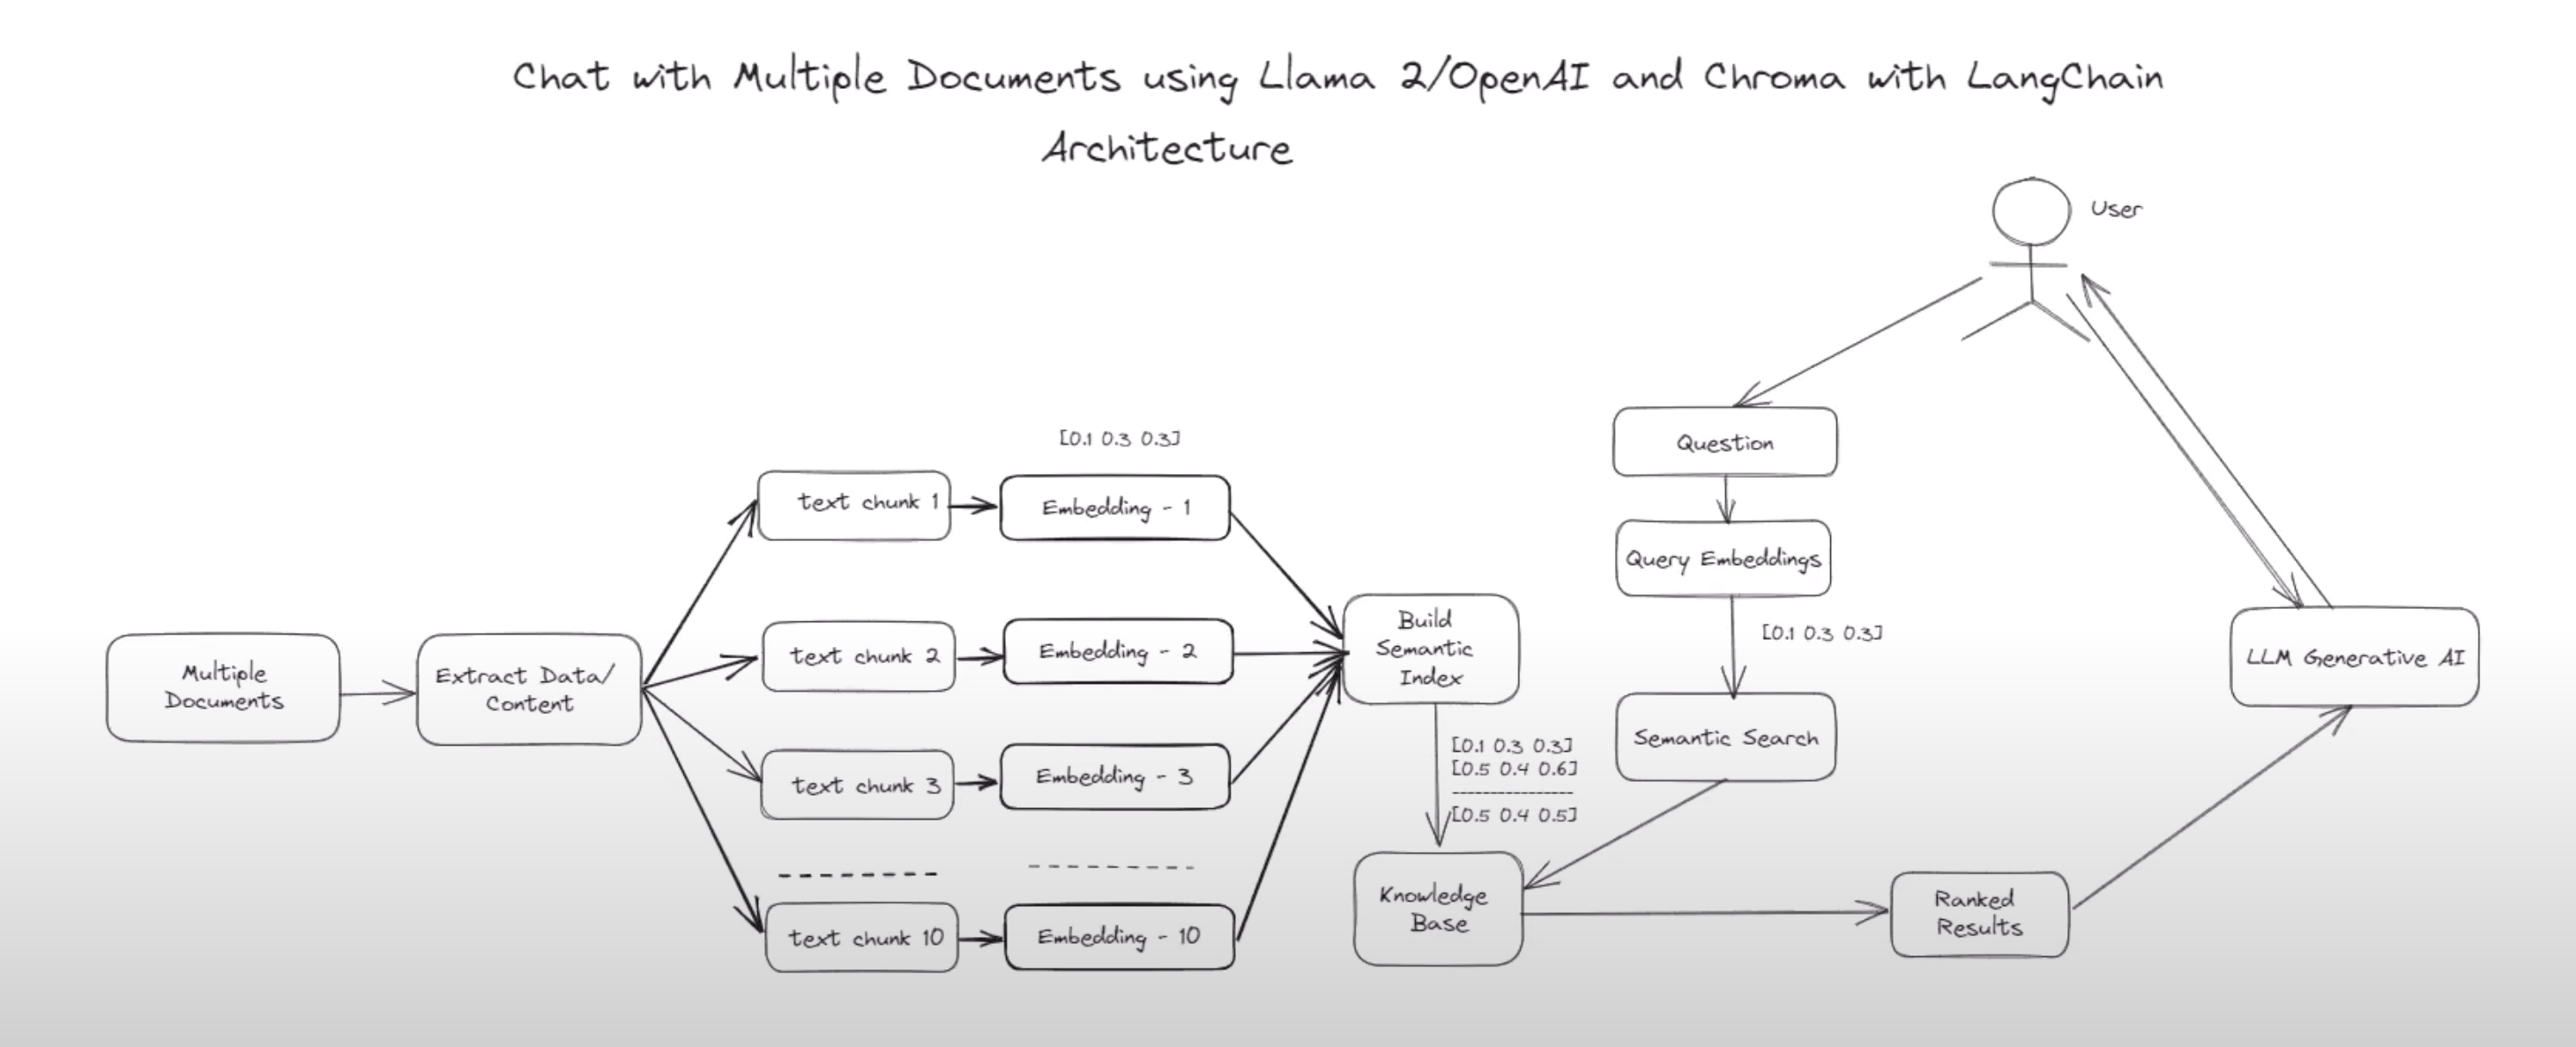 Chat with Multiple Documents using Llama 2/OpenAI and Chroma with LangChain
Architecture
User
Multiple
Documents
Extract Data/
Content
text chunk 1
text chunk 2
text chunk 3
---------
text chunk 10
[0.1 0.3 0.3]
Embedding - 1
Embedding - 2
Embedding - 3
---------
Embedding - 10
Build
Semantic
Index
[0.1 0.3 0.3]
[0.5 0.4 0.6]
----------------
[0.5 0.4 0.5]
Knowledge
Base
Question
Query Embeddings
[0.1 0.3 0.3]
Semantic Search
Ranked
Results
LLM Generative AI